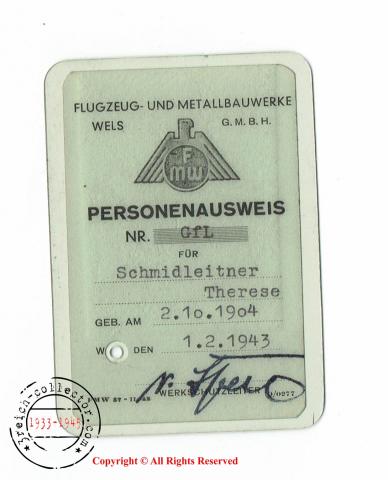 FLUGZEUG- UND METALLBAUWERKE
WELS G.M.B.H.
F
MW
PERSONENAUSWEIS
NR. GfL
FÜR
Schmidleitner
Therese
GEB. AM 2.1o.19o4
W DEN 1.2.1943
WERKSCHUTZLEITER
3reich-collector.com
1933-1945
Copyright © All Rights Reserved